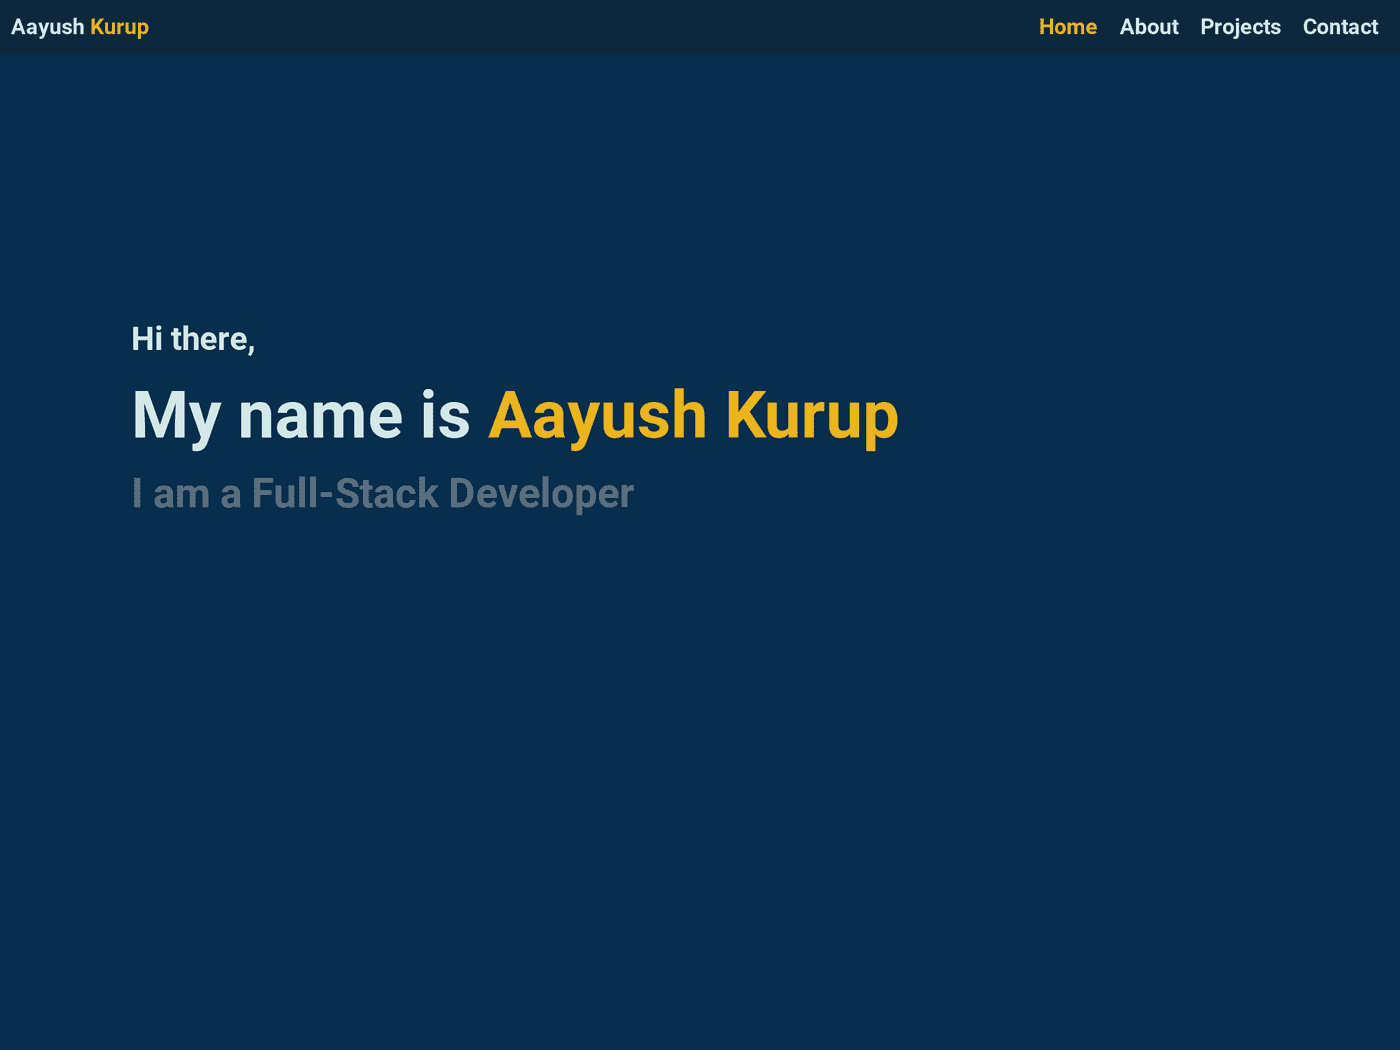 Aayush Kurup
Home About Projects Contact
Hi there,
My name is Aayush Kurup
I am a Full-Stack Developer